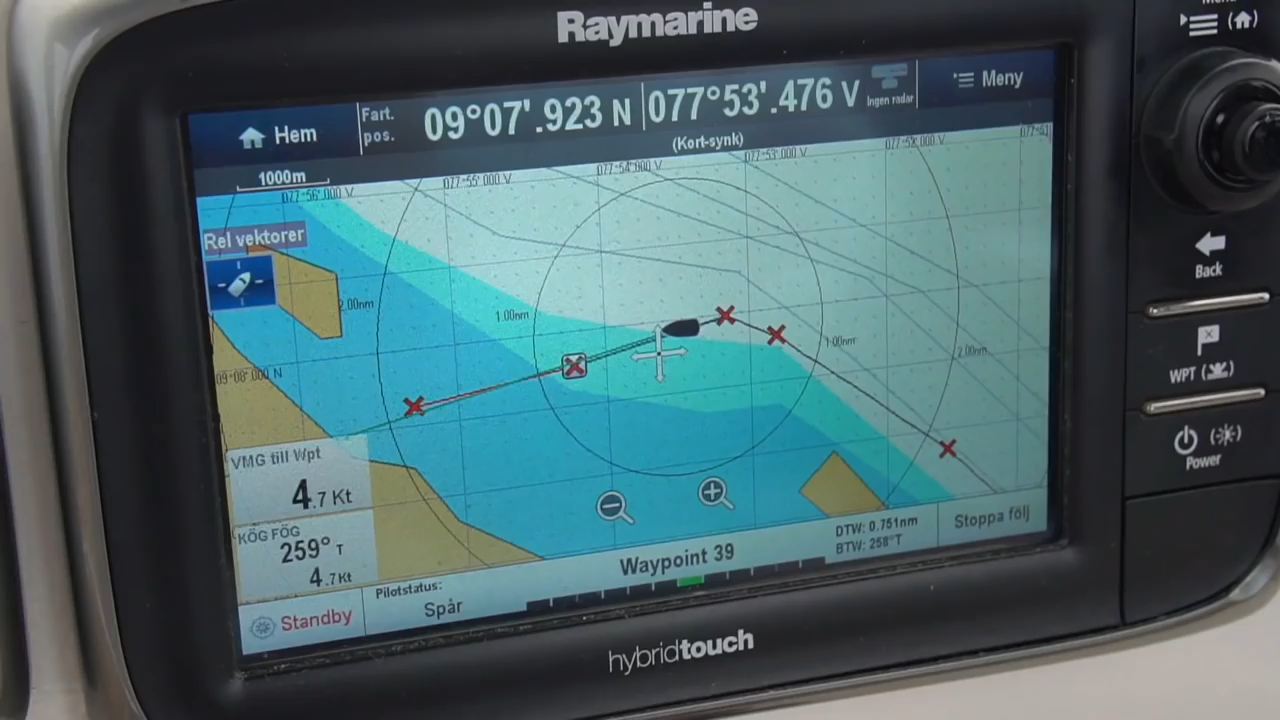 Raymarine
Hem
Fart.
pos.
09°07'.923 N
077°53'.476 V
Ingen radar
Meny
(Kort-synk)
1000m
077°56'.000 V
077°55'.000 V
077°54'.000 V
077°53'.000 V
077°52'.000 V
Rel vektorer
2.00nm
1.00nm
1.00nm
2.00nm
09°08'.000 N
VMG till Wpt
4.7 Kt
KÖG FÖG
259° T
4.7Kt
Standby
Pilotstatus:
Spår
Waypoint 39
DTW: 0.751nm
BTW: 258°T
Stoppa följ
hybridtouch
Back
WPT
Power